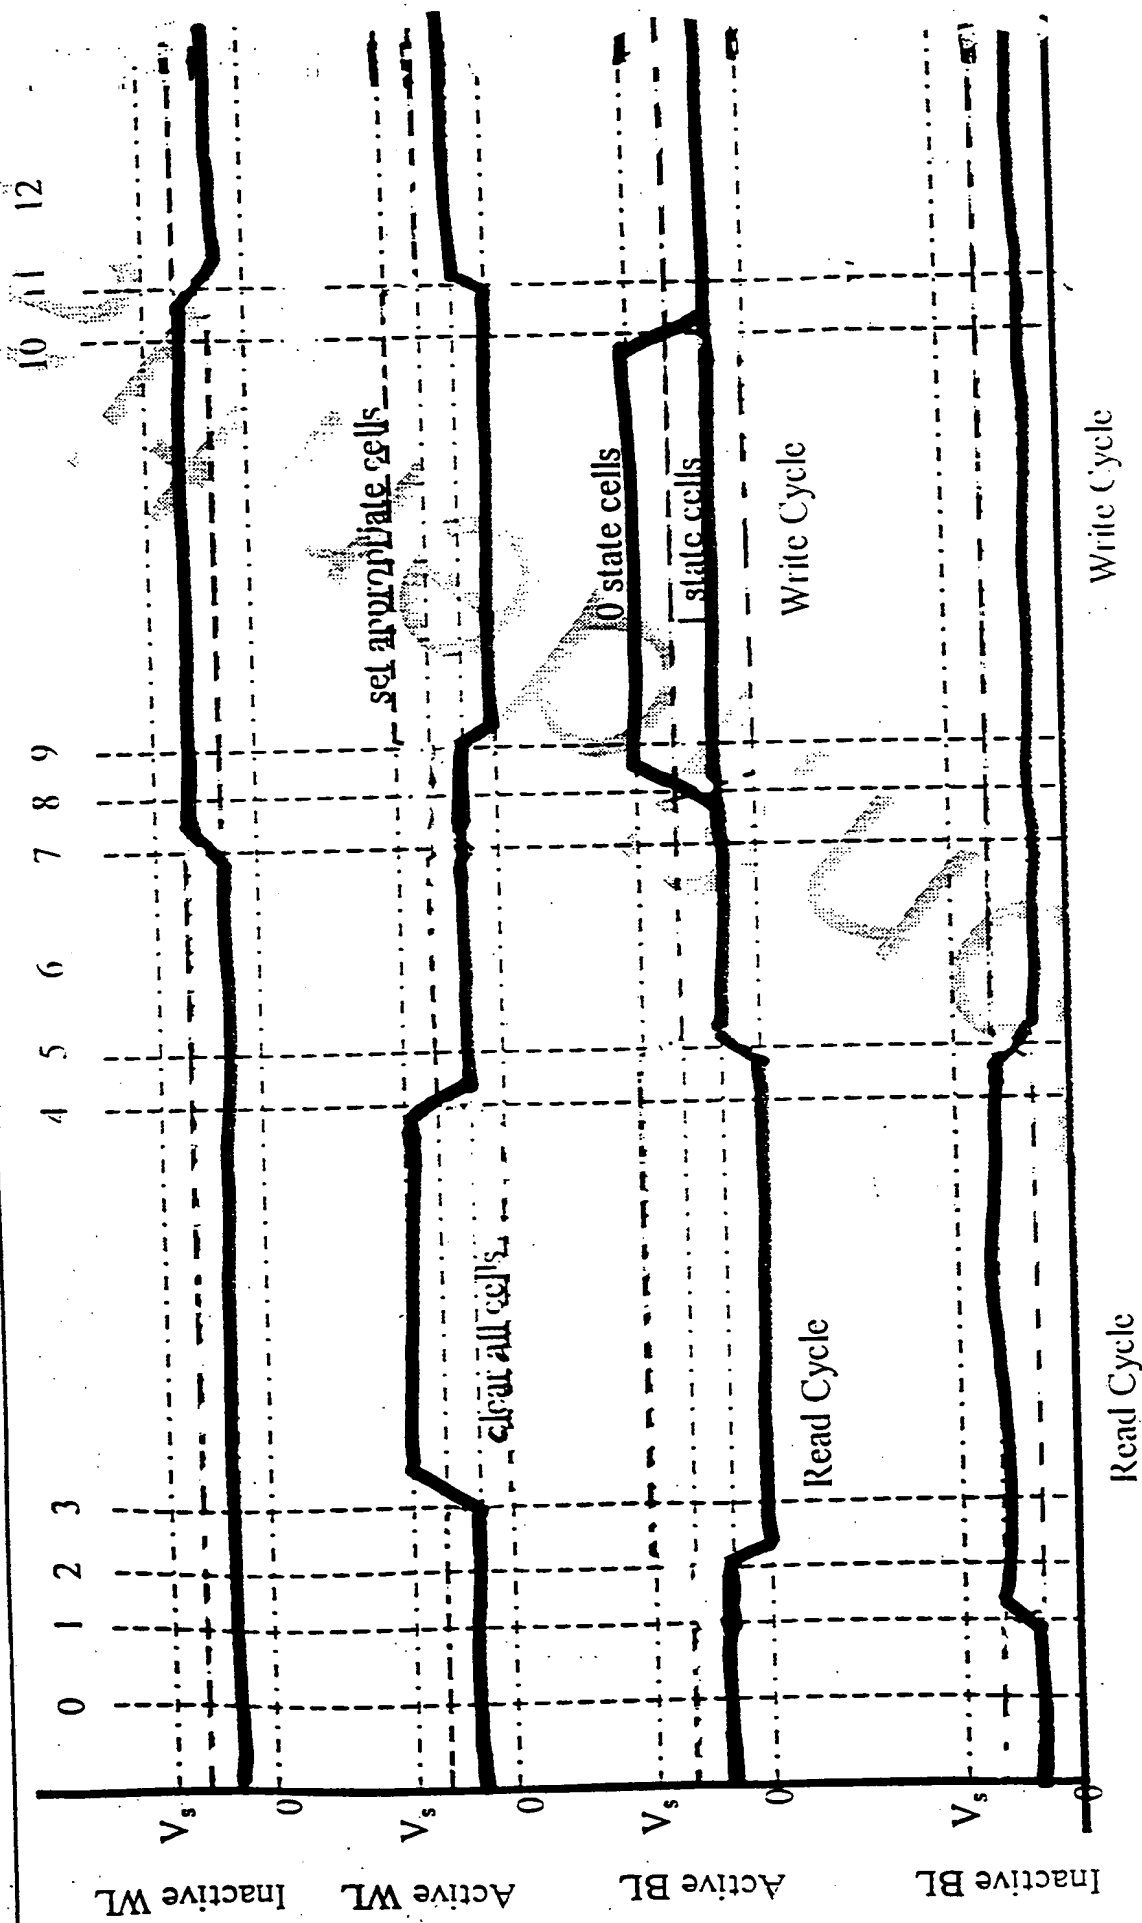 0 1 2 3 4 5 6 7 8 9 10 11 12
Inactive WL
Vs
0
Active WL
Vs
0
clear all cells
set appropriate cells
Active BL
Vs
0
0 state cells
1 state cells
Read Cycle
Write Cycle
Inactive BL
Vs
0
Read Cycle
Write Cycle